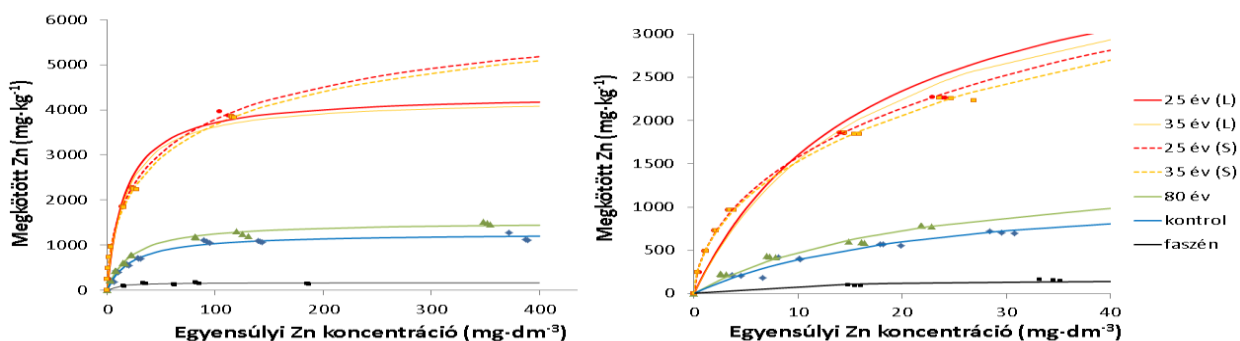 Megkötött Zn (mg·kg⁻¹)
6000
5000
4000
3000
2000
1000
0
0
100
200
300
400
Egyensúlyi Zn koncentráció (mg·dm⁻³)
Megkötött Zn (mg·kg⁻¹)
3000
2500
2000
1500
1000
500
0
0
10
20
30
40
Egyensúlyi Zn koncentráció (mg·dm⁻³)
25 év (L)
35 év (L)
25 év (S)
35 év (S)
80 év
kontrol
faszén